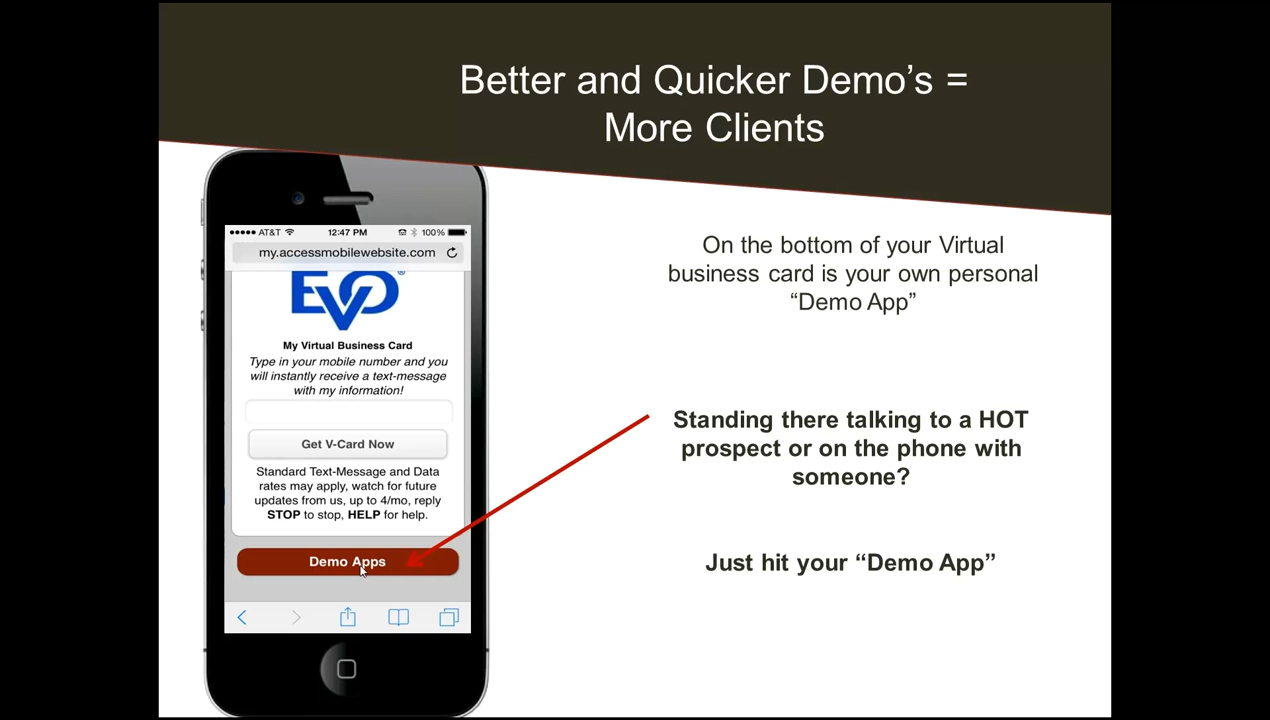 Better and Quicker Demo’s =
More Clients
AT&T 12:47 PM 100%
my.accessmobilewebsite.com
EVO®
My Virtual Business Card
Type in your mobile number and you
will instantly receive a text-message
with my information!
Get V-Card Now
Standard Text-Message and Data
rates may apply, watch for future
updates from us, up to 4/mo, reply
STOP to stop, HELP for help.
Demo Apps
On the bottom of your Virtual
business card is your own personal
“Demo App”
Standing there talking to a HOT
prospect or on the phone with
someone?
Just hit your “Demo App”